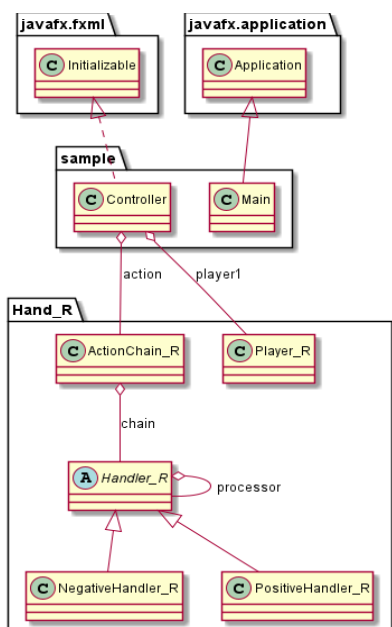 javafx.fxml
javafx.application
C Initializable
C Application
sample
C Controller
C Main
action
player1
Hand_R
C ActionChain_R
C Player_R
chain
A Handler_R
processor
C NegativeHandler_R
C PositiveHandler_R